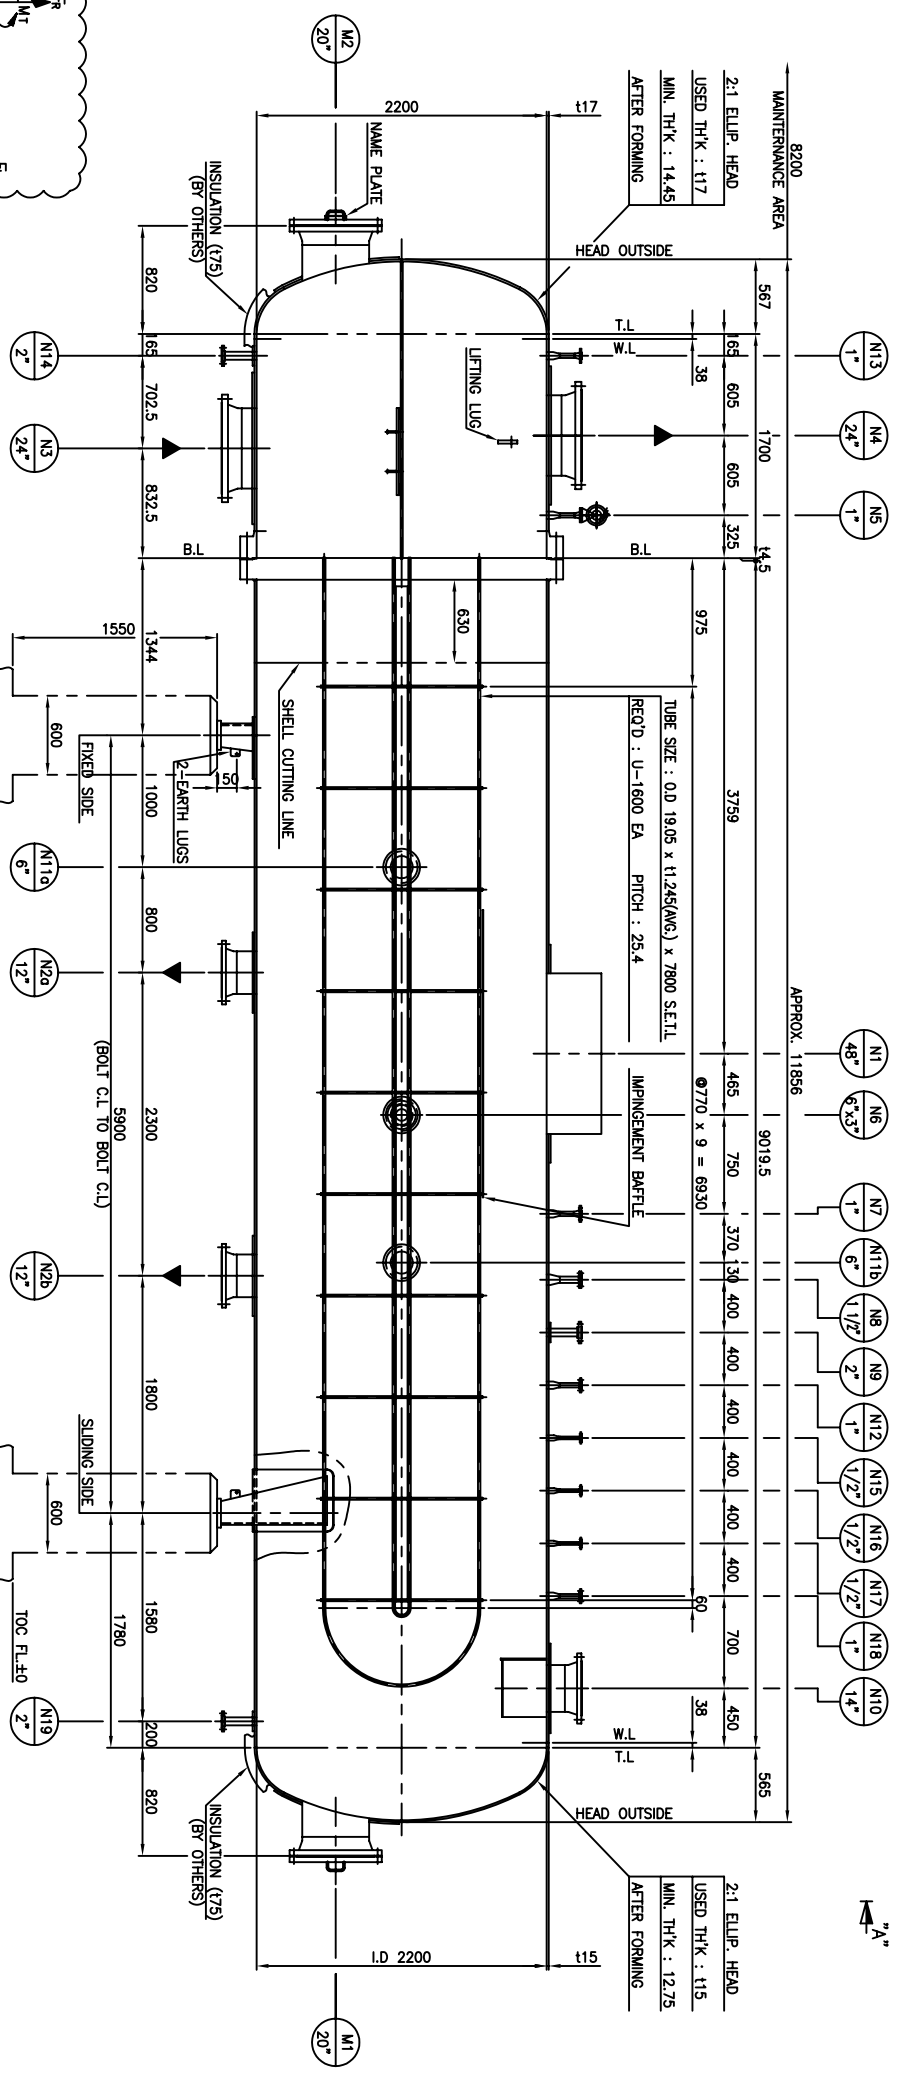 "A"
8200
MAINTERNANCE AREA
APPROX. 11856
567
1700
t4.5
9019.5
565
N13
1"
N4
24"
N5
1"
N1
48"
N6
6"x3"
N7
1"
N11b
6"
N8
1 1/2"
N9
2"
N12
1"
N15
1/2"
N16
1/2"
N17
1/2"
N18
1"
N10
14"
165
605
605
325
3759
465
750
370
130
400
400
400
400
400
400
700
450
38
975
@770 x 9 = 6930
60
38
2:1 ELLIP. HEAD
USED TH'K : t17
MIN. TH'K : 14.45
AFTER FORMING
2:1 ELLIP. HEAD
USED TH'K : t15
MIN. TH'K : 12.75
AFTER FORMING
TUBE SIZE : O.D 19.05 x t1.245(AVG.) x 7800 S.E.T.L
REQ'D : U-1600 EA PITCH : 25.4
IMPINGEMENT BAFFLE
HEAD OUTSIDE
T.L
W.L
B.L
W.L
T.L
HEAD OUTSIDE
t17
2200
t15
I.D 2200
LIFTING LUG
630
M2
20"
NAME PLATE
M1
20"
SHELL CUTTING LINE
B.L
INSULATION (t75)
(BY OTHERS)
2-EARTH LUGS
150
INSULATION (t75)
(BY OTHERS)
820
165
702.5
832.5
1344
1000
800
2300
1800
1580
200
820
1550
5900
(BOLT C.L TO BOLT C.L)
1780
600
FIXED SIDE
SLIDING SIDE
600
TOC FL.±0
N14
2"
N3
24"
N11a
6"
N2a
12"
N2b
12"
N19
2"
MT